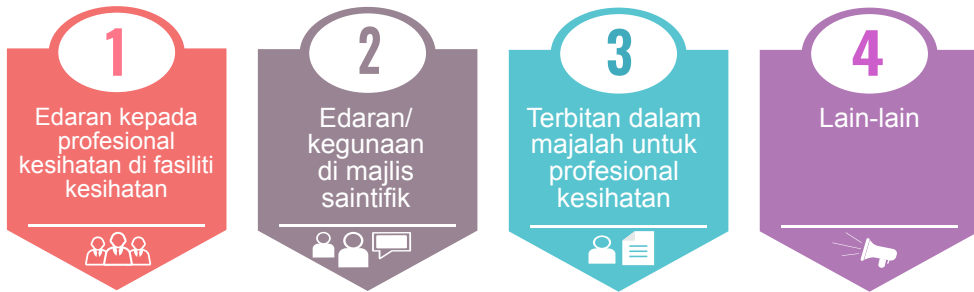 1
Edaran kepada
profesional
kesihatan di fasiliti
kesihatan
2
Edaran/
kegunaan
di majlis
saintifik
3
Terbitan dalam
majalah untuk
profesional
kesihatan
4
Lain-lain